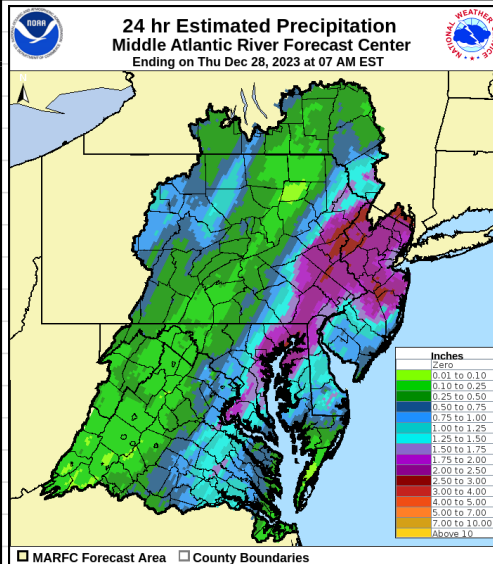 24 hr Estimated Precipitation
Middle Atlantic River Forecast Center
Ending on Thu Dec 28, 2023 at 07 AM EST
NOAA
NATIONAL WEATHER SERVICE
N
Inches
Zero
0.01 to 0.10
0.10 to 0.25
0.25 to 0.50
0.50 to 0.75
0.75 to 1.00
1.00 to 1.25
1.25 to 1.50
1.50 to 1.75
1.75 to 2.00
2.00 to 2.50
2.50 to 3.00
3.00 to 4.00
4.00 to 5.00
5.00 to 7.00
7.00 to 10.00
Above 10
MARFC Forecast Area County Boundaries